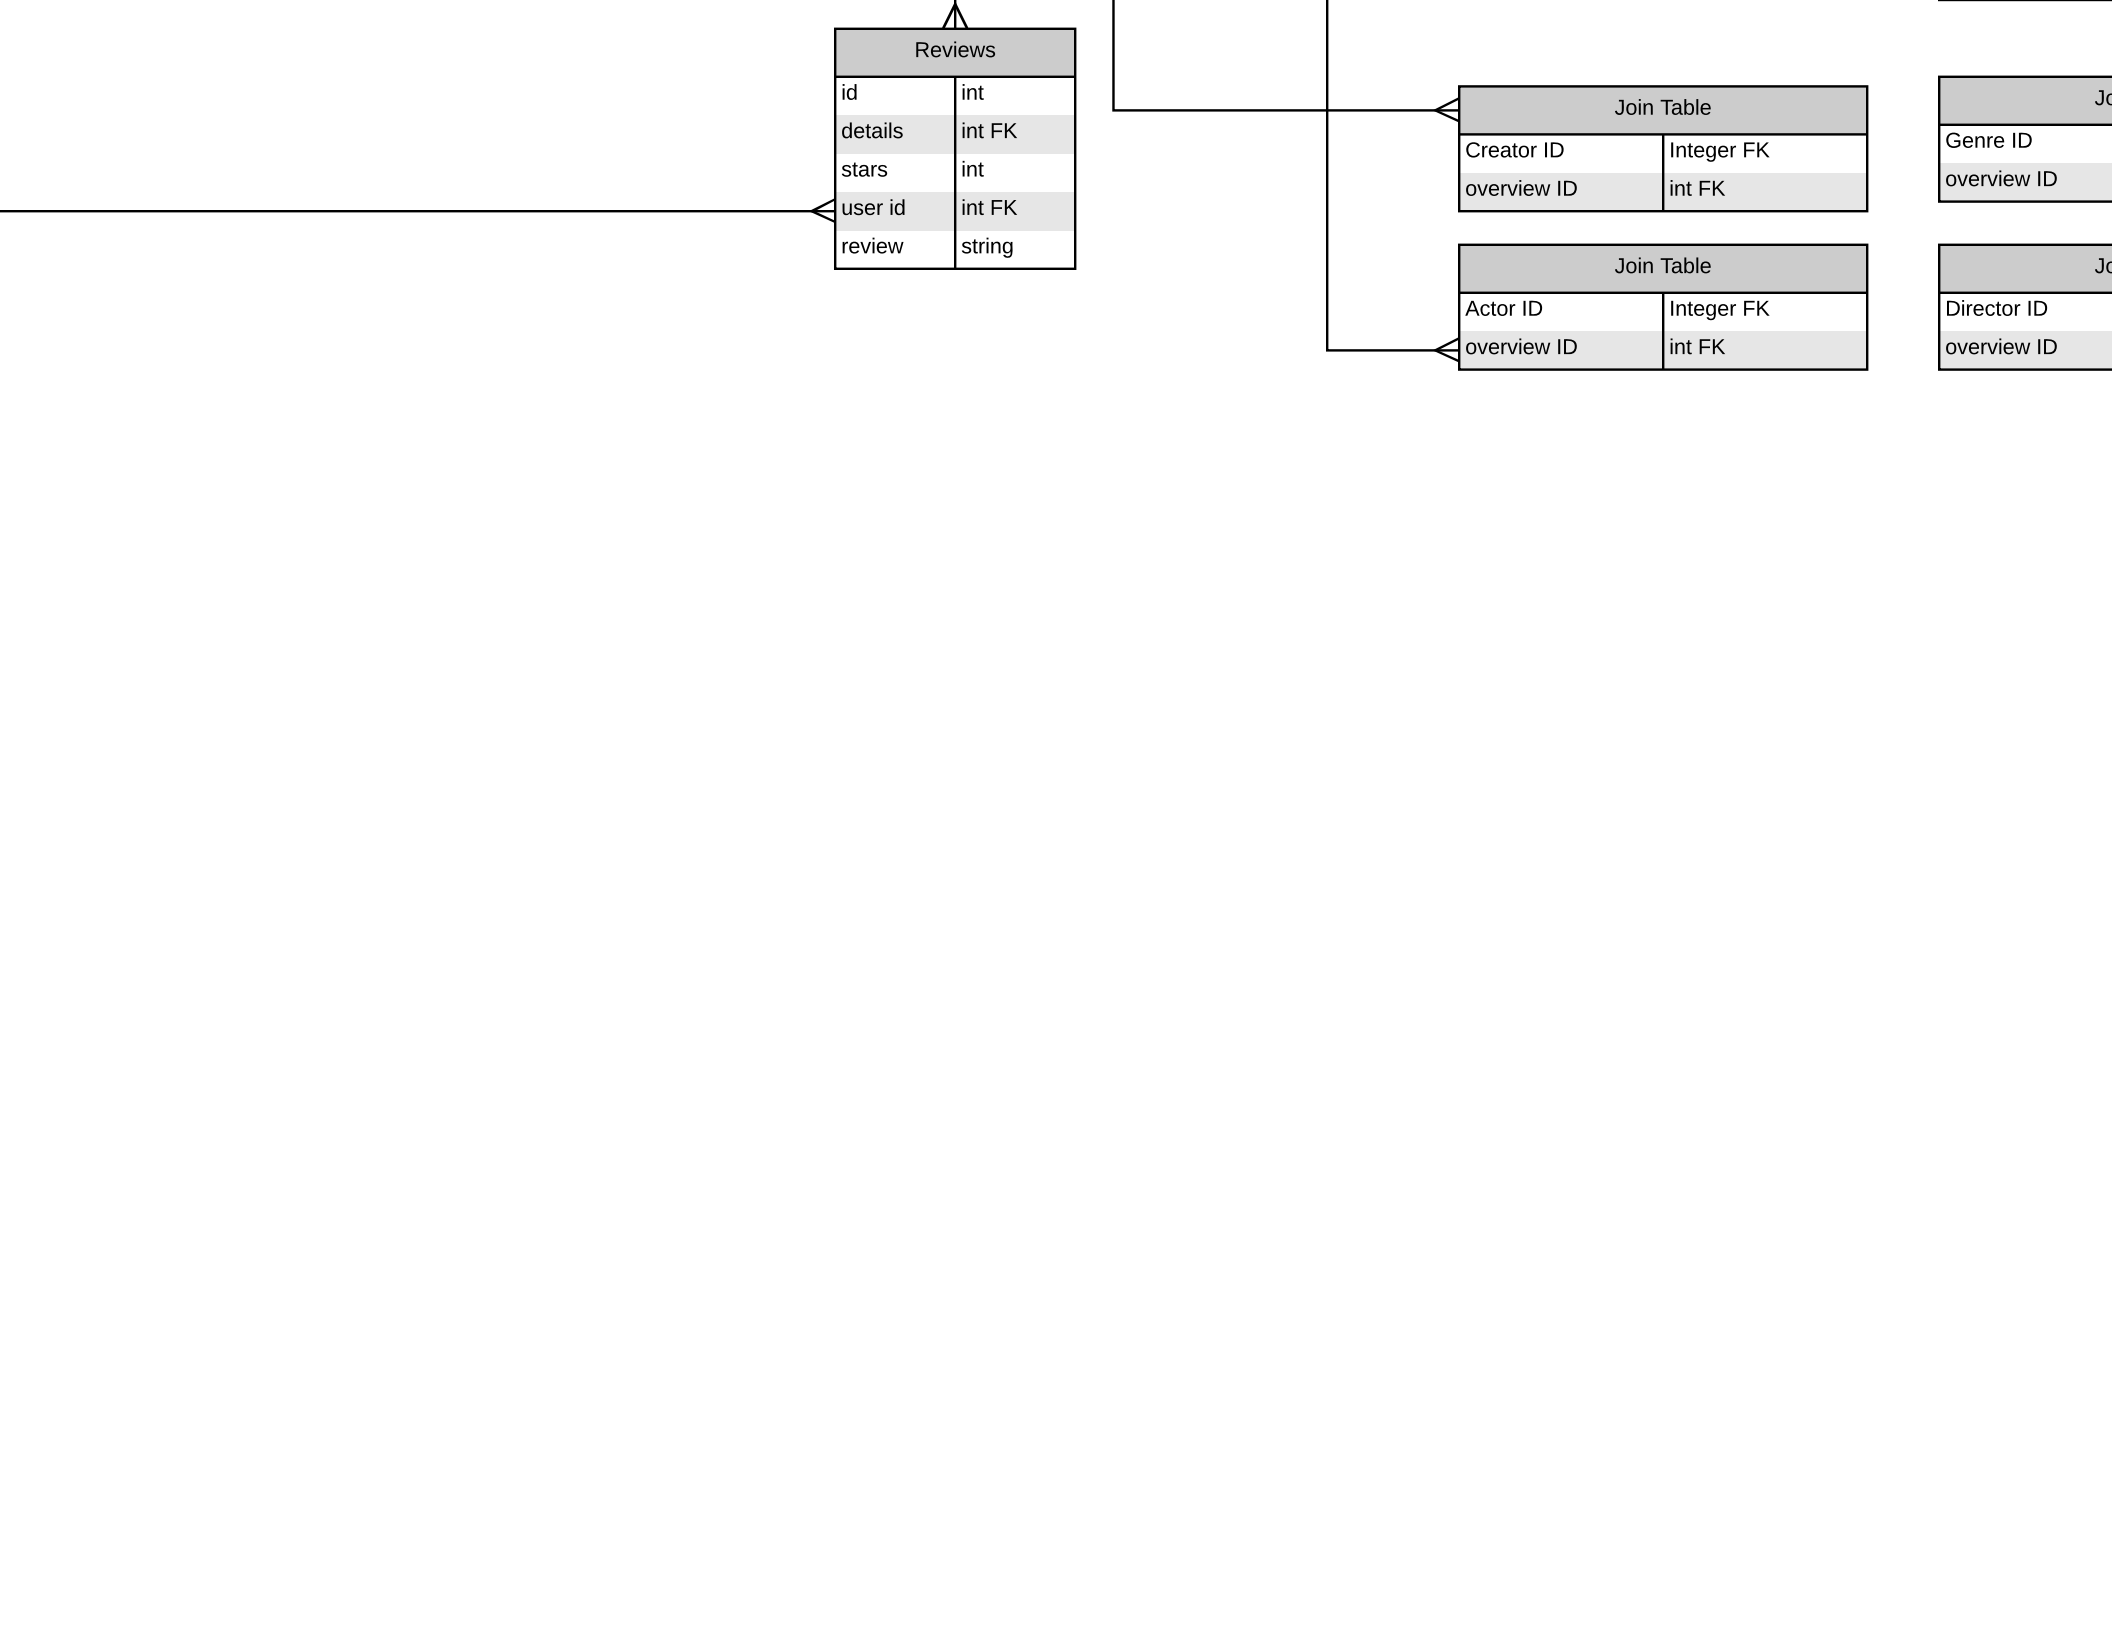 Reviews
id int
details int FK
stars int
user id int FK
review string
Join Table
Creator ID Integer FK
overview ID int FK
Join Table
Actor ID Integer FK
overview ID int FK
Genre ID
overview ID
Director ID
overview ID